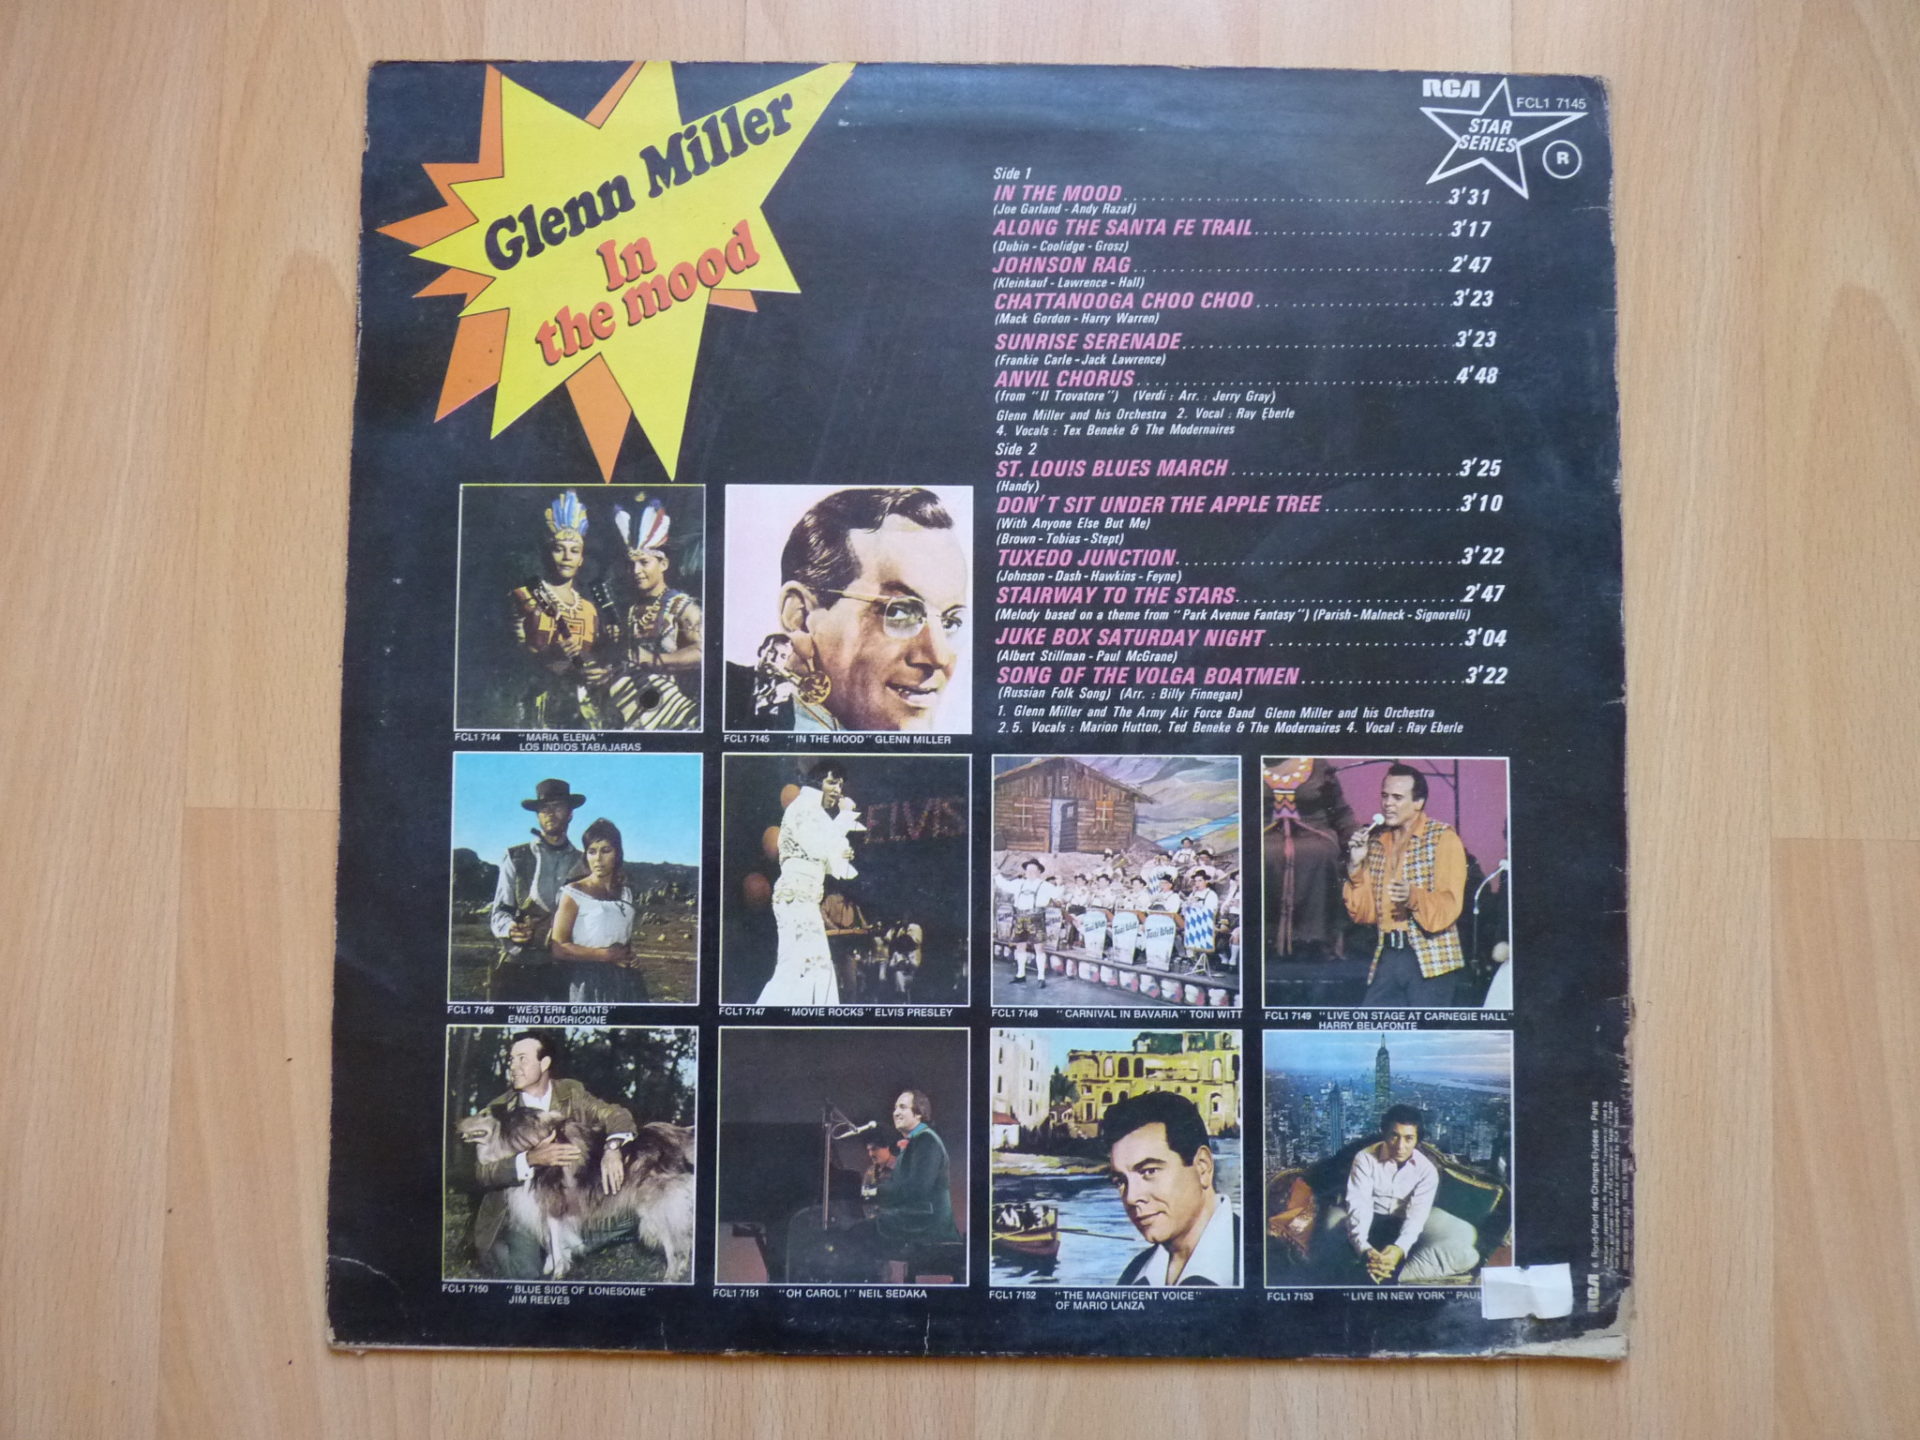 Glenn Miller
In
the mood
RCA
FCL1 7145
STAR
SERIES
R
Side 1
IN THE MOOD 3'31
(Joe Garland - Andy Razaf)
ALONG THE SANTA FE TRAIL 3'17
(Dubin - Coolidge - Grosz)
JOHNSON RAG 2'47
(Kleinkauf - Lawrence - Hall)
CHATTANOOGA CHOO CHOO 3'23
(Mack Gordon - Harry Warren)
SUNRISE SERENADE 3'23
(Frankie Carle - Jack Lawrence)
ANVIL CHORUS 4'48
(from "Il Trovatore") (Verdi : Arr. : Jerry Gray)
Glenn Miller and his Orchestra 2. Vocal : Ray Eberle
4. Vocals : Tex Beneke & The Modernaires
Side 2
ST. LOUIS BLUES MARCH 3'25
(Handy)
DON'T SIT UNDER THE APPLE TREE 3'10
(With Anyone Else But Me)
(Brown - Tobias - Stept)
TUXEDO JUNCTION 3'22
(Johnson - Dash - Hawkins - Feyne)
STAIRWAY TO THE STARS 2'47
(Melody based on a theme from "Park Avenue Fantasy") (Parish - Malneck - Signorelli)
JUKE BOX SATURDAY NIGHT 3'04
(Albert Stillman - Paul McGrane)
SONG OF THE VOLGA BOATMEN 3'22
(Russian Folk Song) (Arr. : Billy Finnegan)
1. Glenn Miller and The Army Air Force Band Glenn Miller and his Orchestra
2. 5. Vocals : Marion Hutton, Ted Beneke & The Modernaires 4. Vocal : Ray Eberle
FCL1 7144 "MARIA ELENA"
LOS INDIOS TABAJARAS
FCL1 7145 "IN THE MOOD" GLENN MILLER
ELVIS
Toni Witt Toni Witt Toni Witt
FCL1 7146 "WESTERN GIANTS"
ENNIO MORRICONE
FCL1 7147 "MOVIE ROCKS" ELVIS PRESLEY
FCL1 7148 "CARNIVAL IN BAVARIA" TONI WITT
FCL1 7149 "LIVE ON STAGE AT CARNEGIE HALL"
HARRY BELAFONTE
FCL1 7150 "BLUE SIDE OF LONESOME"
JIM REEVES
FCL1 7151 "OH CAROL !" NEIL SEDAKA
FCL1 7152 "THE MAGNIFICENT VOICE"
OF MARIO LANZA
FCL1 7153 "LIVE IN NEW YORK" PAUL
RCA 6, Rond-Point des Champs-Elysées - Paris